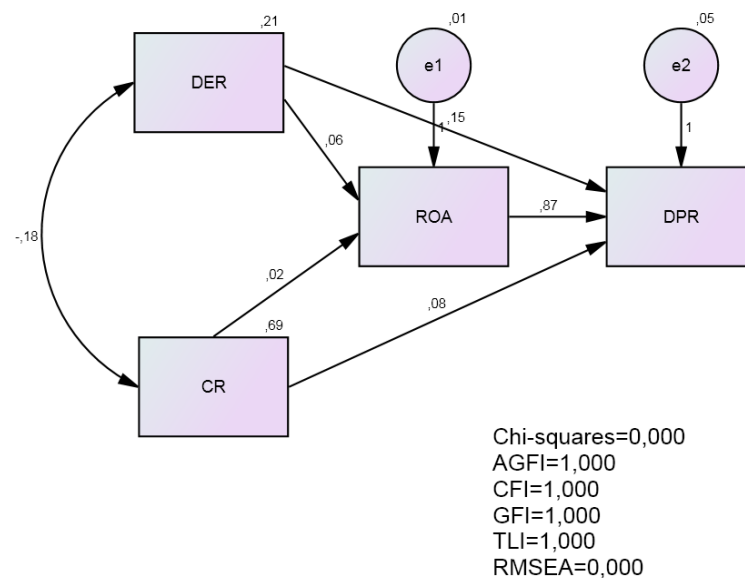 ,21
DER
,01
e1
,05
e2
,15
1
1
,06
ROA
,87
DPR
-,18
,02
,08
,69
CR
Chi-squares=0,000
AGFI=1,000
CFI=1,000
GFI=1,000
TLI=1,000
RMSEA=0,000